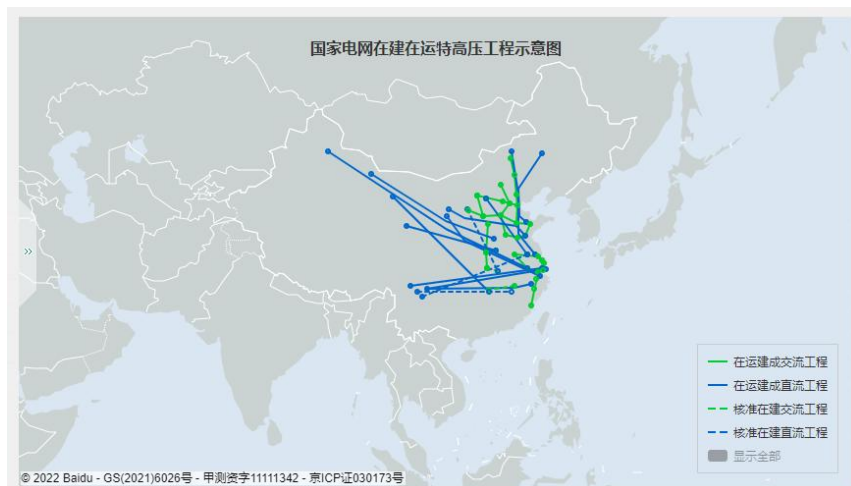 国家电网在建在运特高压工程示意图
»
在运建成交流工程
在运建成直流工程
核准在建交流工程
核准在建直流工程
显示全部
© 2022 Baidu - GS(2021)6026号 - 甲测资字11111342 - 京ICP证030173号